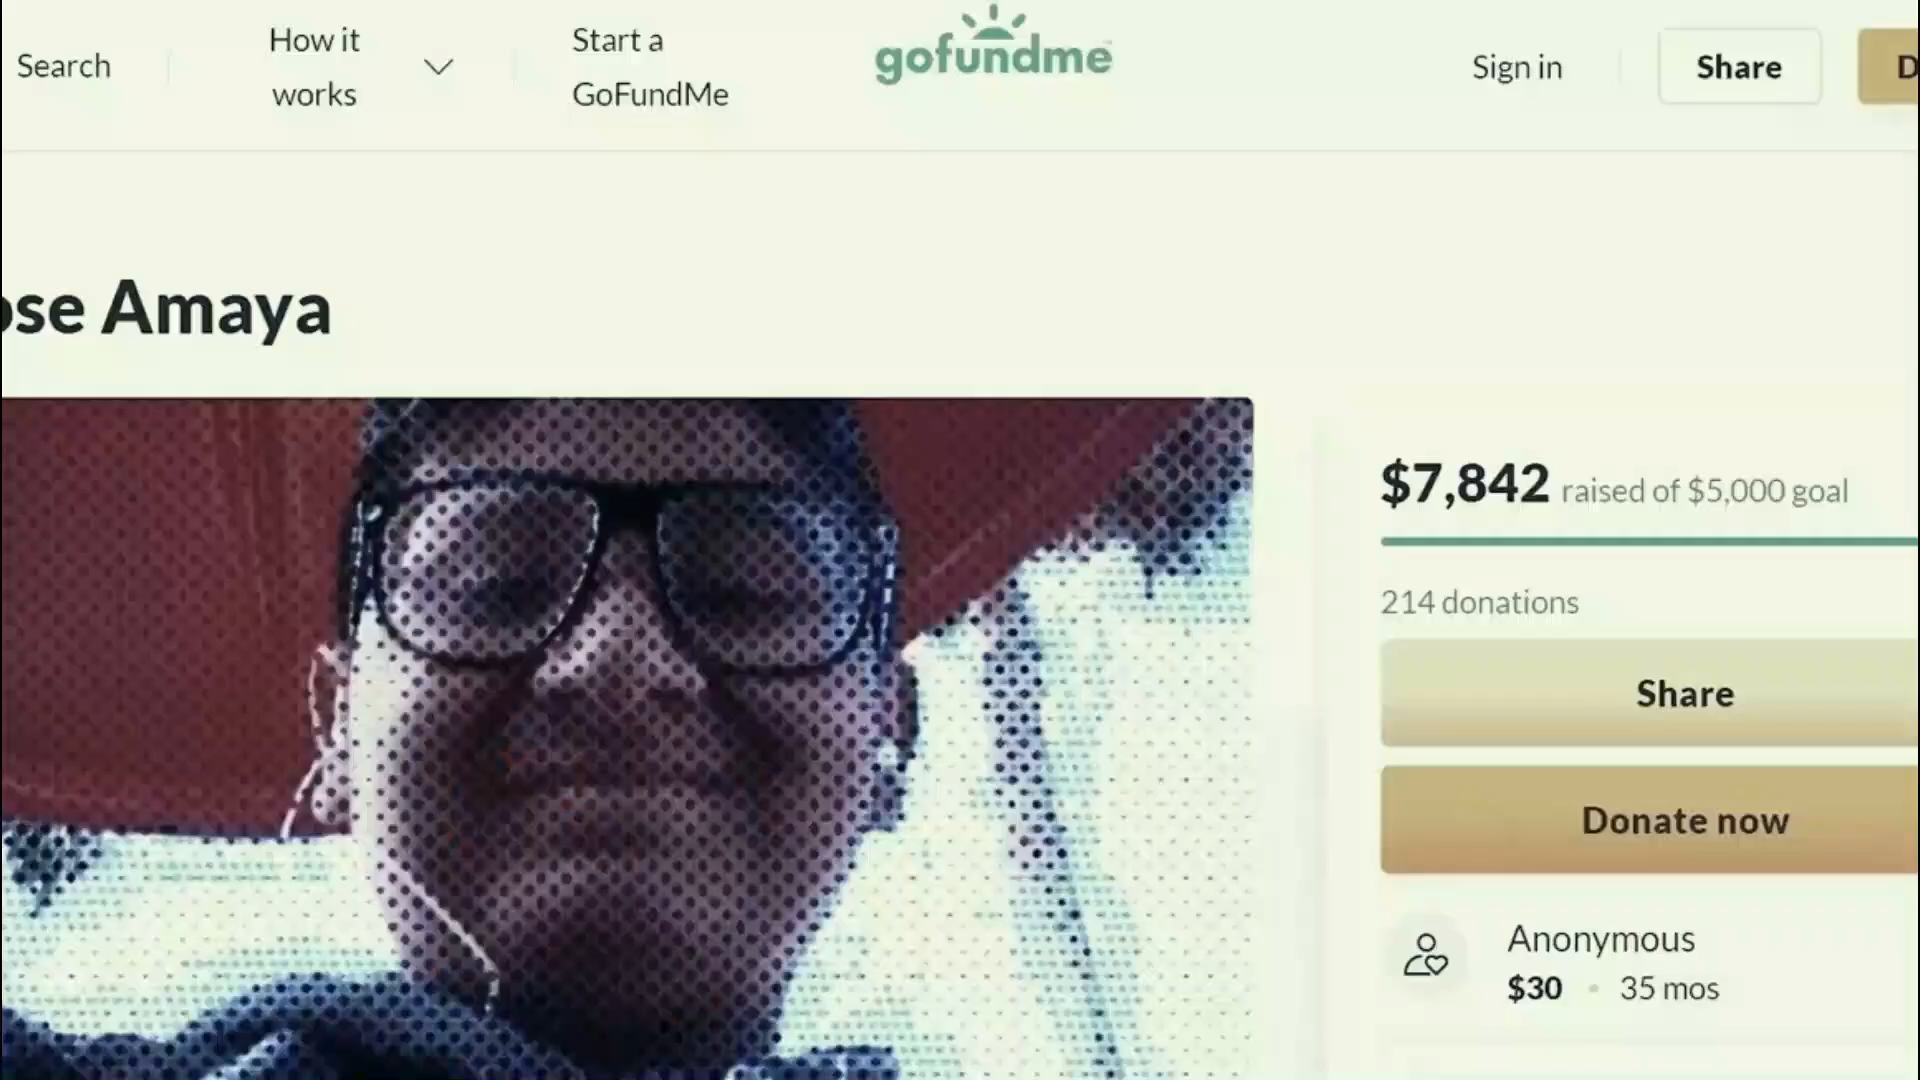 Search
How it
works
Start a
GoFundMe
gofundme
Sign in
Share
D
ose Amaya
$7,842 raised of $5,000 goal
214 donations
Share
Donate now
Anonymous
$30 • 35 mos